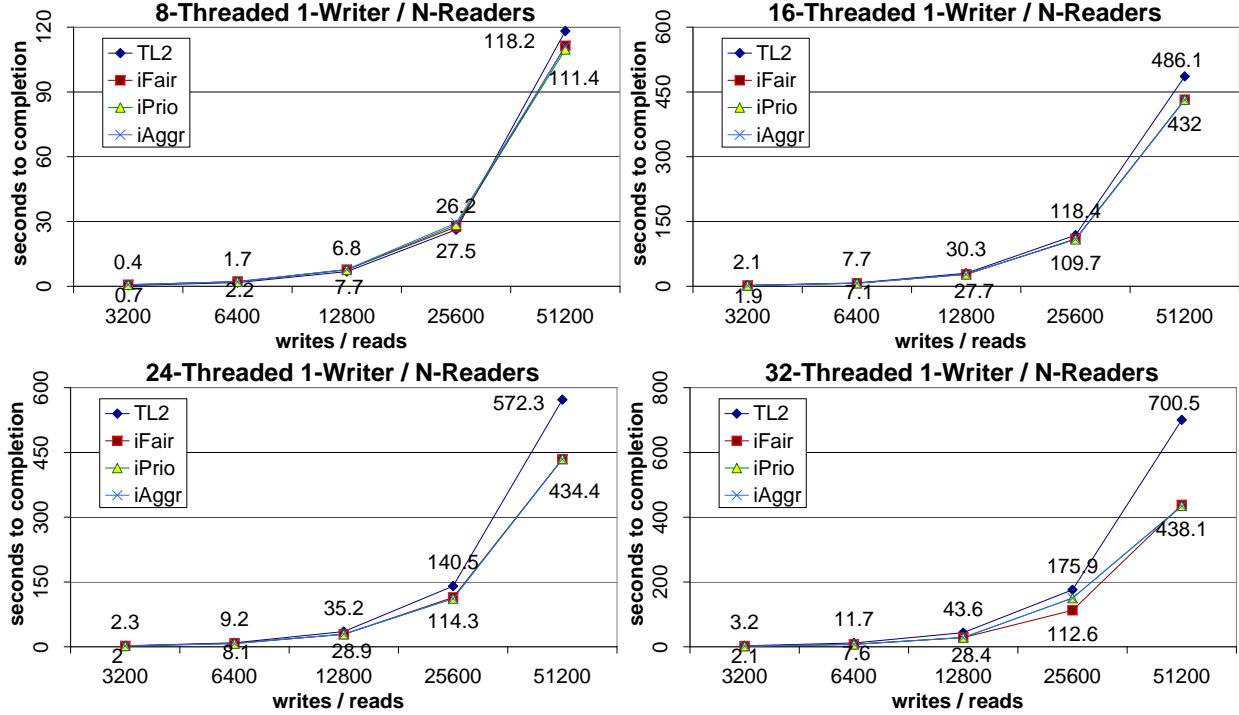 8-Threaded 1-Writer / N-Readers
seconds to completion
120
90
60
30
0
TL2
iFair
iPrio
iAggr
118.2
111.4
26.2
27.5
0.4
1.7
6.8
0.7
2.2
7.7
3200
6400
12800
25600
51200
writes / reads
16-Threaded 1-Writer / N-Readers
seconds to completion
600
450
300
150
0
TL2
iFair
iPrio
iAggr
486.1
432
118.4
109.7
2.1
7.7
30.3
1.9
7.1
27.7
3200
6400
12800
25600
51200
writes / reads
24-Threaded 1-Writer / N-Readers
seconds to completion
600
450
300
150
0
TL2
iFair
iPrio
iAggr
572.3
434.4
140.5
114.3
2.3
9.2
35.2
2
8.1
28.9
3200
6400
12800
25600
51200
writes / reads
32-Threaded 1-Writer / N-Readers
seconds to completion
800
600
400
200
0
TL2
iFair
iPrio
iAggr
700.5
438.1
175.9
112.6
3.2
11.7
43.6
2.1
7.6
28.4
3200
6400
12800
25600
51200
writes / reads